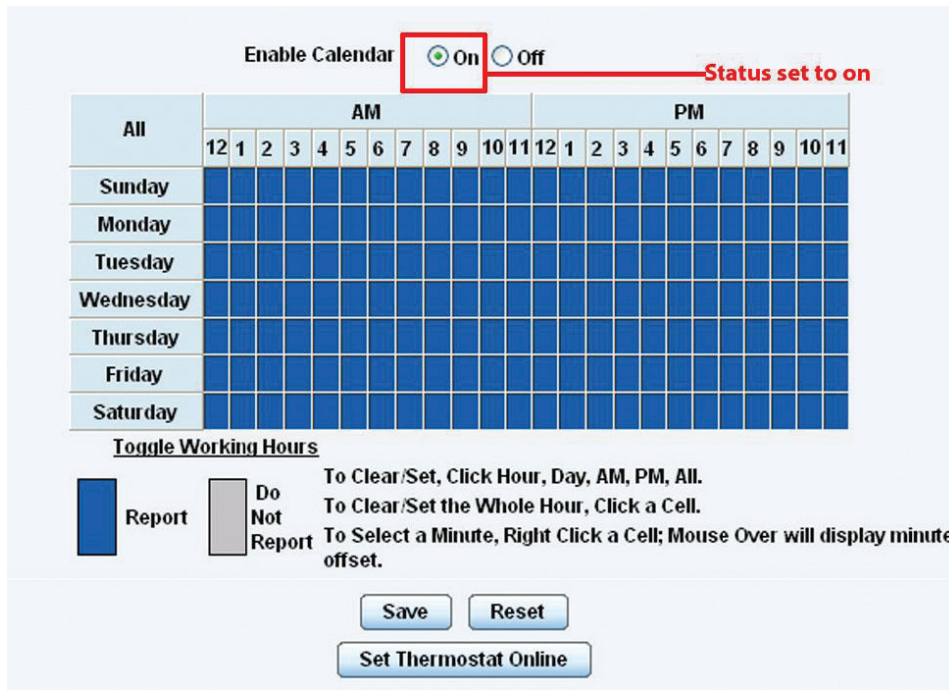 Enable Calendar On Off
Status set to on
All AM PM
12 1 2 3 4 5 6 7 8 9 10 11 12 1 2 3 4 5 6 7 8 9 10 11
Sunday
Monday
Tuesday
Wednesday
Thursday
Friday
Saturday
Toggle Working Hours
Report
Do
Not
Report
To Clear/Set, Click Hour, Day, AM, PM, All.
To Clear/Set the Whole Hour, Click a Cell.
To Select a Minute, Right Click a Cell; Mouse Over will display minute
offset.
Save Reset
Set Thermostat Online